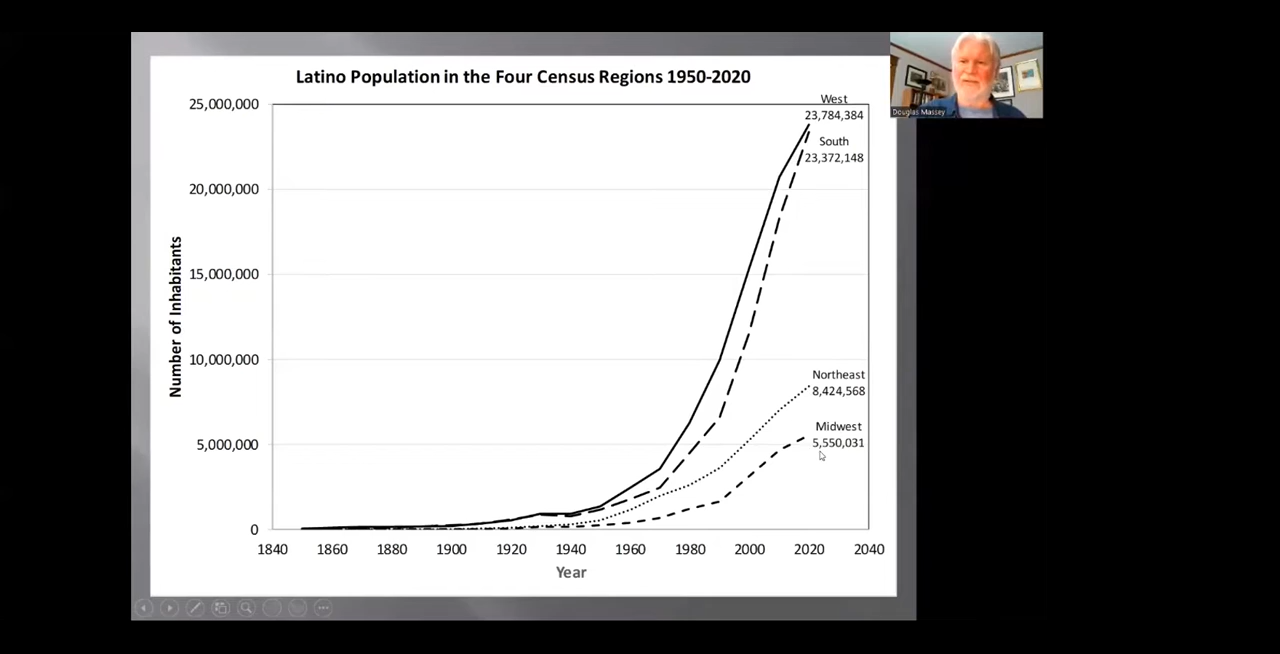 Latino Population in the Four Census Regions 1950-2020
Number of Inhabitants
25,000,000
20,000,000
15,000,000
10,000,000
5,000,000
0
West
23,784,384
South
23,372,148
Northeast
8,424,568
Midwest
5,550,031
1840 1860 1880 1900 1920 1940 1960 1980 2000 2020 2040
Year
Douglas Massey